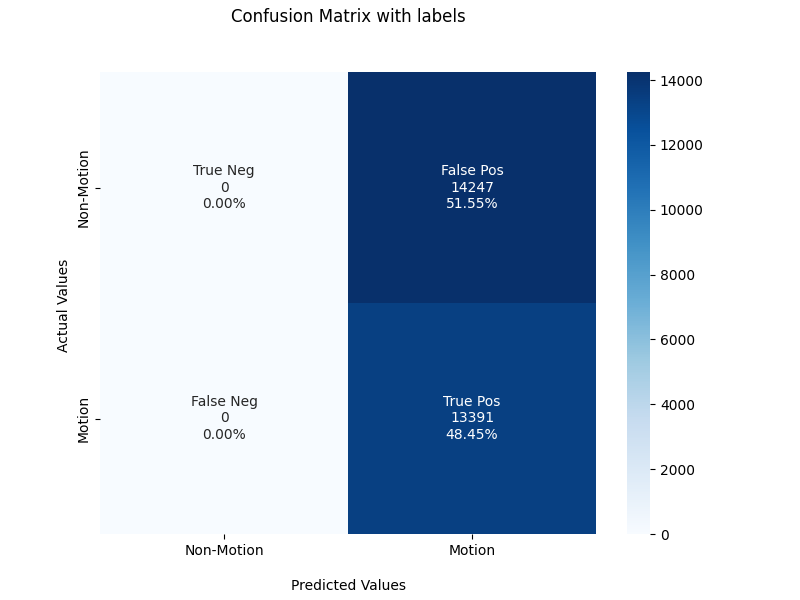 Confusion Matrix with labels
True Neg
0
0.00%
False Pos
14247
51.55%
False Neg
0
0.00%
True Pos
13391
48.45%
Non-Motion
Motion
Actual Values
Non-Motion
Motion
Predicted Values
14000
12000
10000
8000
6000
4000
2000
0